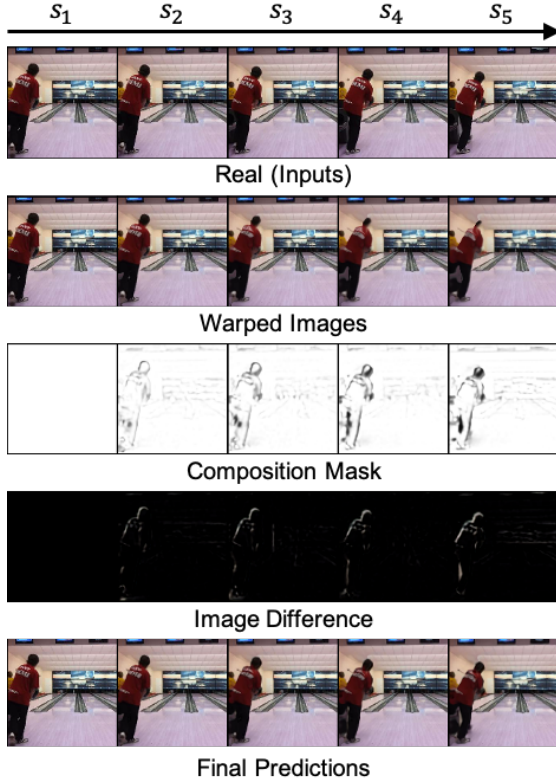 s₁ s₂ s₃ s₄ s₅
Real (Inputs)
Warped Images
Composition Mask
Image Difference
Final Predictions